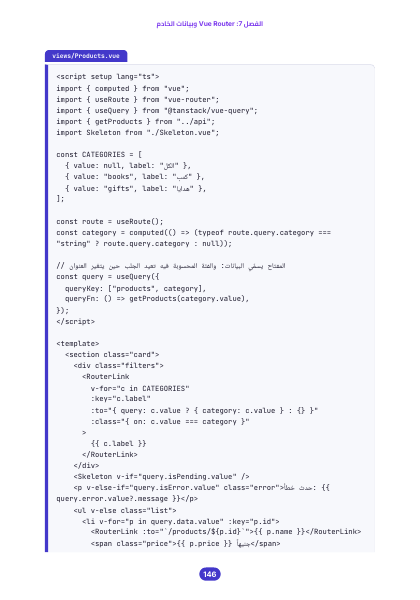 الفصل 7: Vue Router وبيانات الخادم
views/Products.vue
<script setup lang="ts">
import { computed } from "vue";
import { useRoute } from "vue-router";
import { useQuery } from "@tanstack/vue-query";
import { getProducts } from "../api";
import Skeleton from "./Skeleton.vue";
const CATEGORIES = [
{ value: null, label: "الكل" },
{ value: "books", label: "كتب" },
{ value: "gifts", label: "هدايا" },
];
const route = useRoute();
const category = computed(() => (typeof route.query.category ===
"string" ? route.query.category : null));
// المفتاح يسمّي البيانات: والفئة المحسوبة فيه تعيد الجلب حين يتغير العنوان
const query = useQuery({
queryKey: ["products", category],
queryFn: () => getProducts(category.value),
});
</script>
<template>
<section class="card">
<div class="filters">
<RouterLink
v-for="c in CATEGORIES"
:key="c.label"
:to="{ query: c.value ? { category: c.value } : {} }"
:class="{ on: c.value === category }"
>
{{ c.label }}
</RouterLink>
</div>
<Skeleton v-if="query.isPending.value" />
<p v-else-if="query.isError.value" class="error">حدث خطأ: {{
query.error.value?.message }}</p>
<ul v-else class="list">
<li v-for="p in query.data.value" :key="p.id">
<RouterLink :to="`/products/${p.id}`">{{ p.name }}</RouterLink>
<span class="price">{{ p.price }} جنيهاً</span>
146